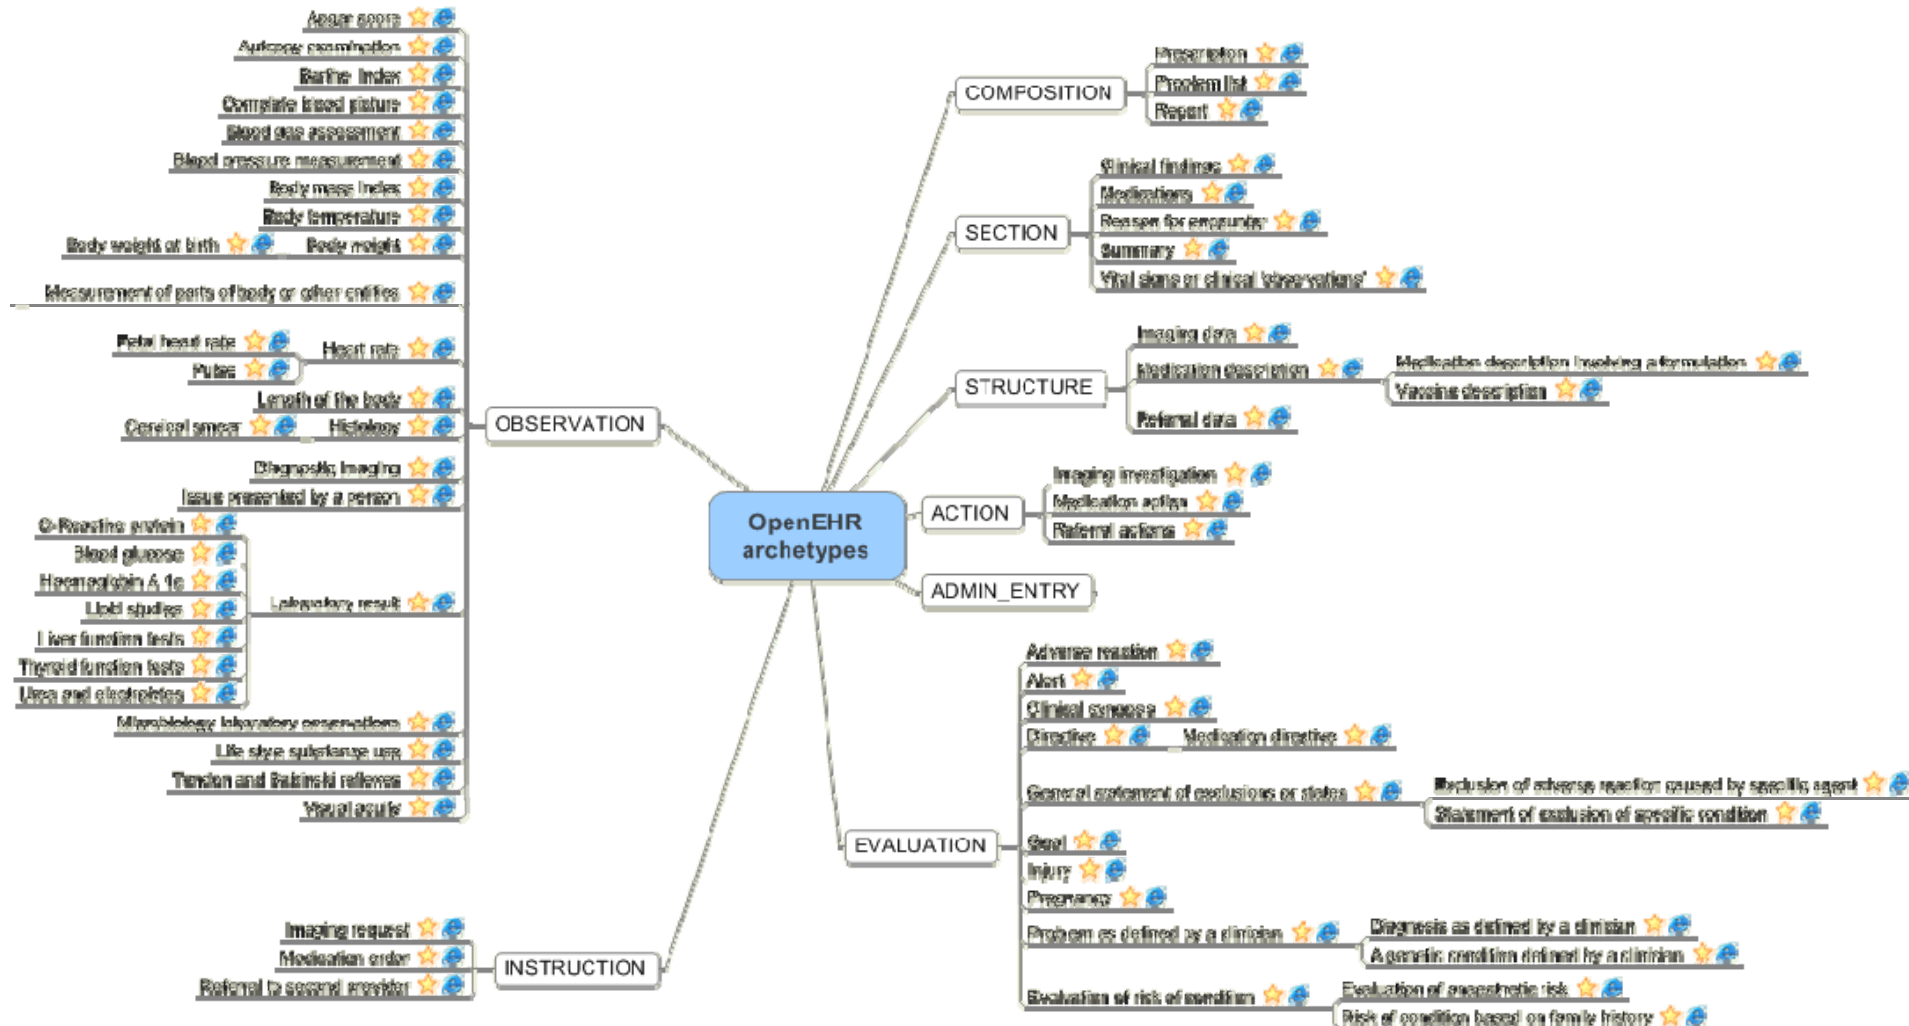 Apgar score
Autopsy examination
Barthel Index
Complete blood picture
Blood gas assessment
Blood pressure measurement
Body mass index
Body temperature
Body weight at birth
Body weight
Measurement of parts of body or other entities
Fetal heart rate
Pulse
Heart rate
Length of the body
Cervical smear
Histology
Diagnostic imaging
Issue presented by a person
C-Reactive protein
Blood glucose
Haemoglobin A 1c
Lipid studies
Liver function tests
Thyroid function tests
Urea and electrolytes
Laboratory result
Microbiology laboratory observations
Life style substance use
Tendon and Babinski reflexes
Visual acuity
OBSERVATION
Imaging request
Medication order
Referral to second provider
INSTRUCTION
OpenEHR
archetypes
COMPOSITION
Prescription
Problem list
Report
SECTION
Clinical findings
Medications
Reason for encounter
Summary
Vital signs or clinical 'observations'
STRUCTURE
Imaging data
Medication description
Medication description involving a formulation
Vaccine description
Referral data
ACTION
Imaging investigation
Medication action
Referral actions
ADMIN_ENTRY
EVALUATION
Adverse reaction
Alert
Clinical synopsis
Directive
Medication directive
General statement of exclusions or states
Exclusion of adverse reaction caused by specific agent
Statement of exclusion of specific condition
Goal
Injury
Pregnancy
Problem as defined by a clinician
Diagnosis as defined by a clinician
A genetic condition defined by a clinician
Evaluation of risk of condition
Evaluation of anaesthetic risk
Risk of condition based on family history